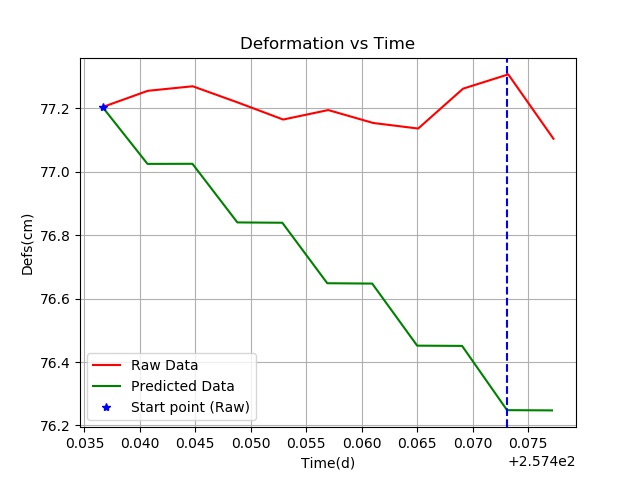 Deformation vs Time
Defs(cm)
77.2
77.0
76.8
76.6
76.4
76.2
Raw Data
Predicted Data
Start point (Raw)
0.035 0.040 0.045 0.050 0.055 0.060 0.065 0.070 0.075
Time(d)
+2.574e2